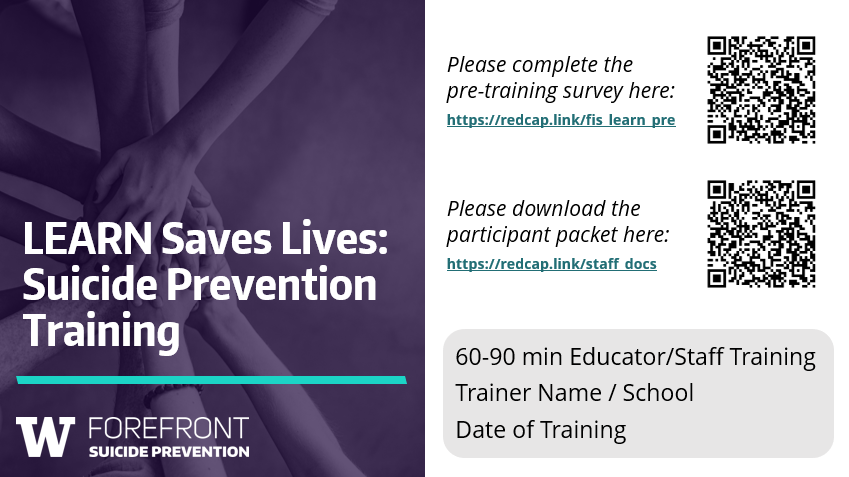 LEARN Saves Lives:
Suicide Prevention
Training
W FOREFRONT
SUICIDE PREVENTION
Please complete the
pre-training survey here:
https://redcap.link/fis_learn_pre
Please download the
participant packet here:
https://redcap.link/staff_docs
60-90 min Educator/Staff Training
Trainer Name / School
Date of Training